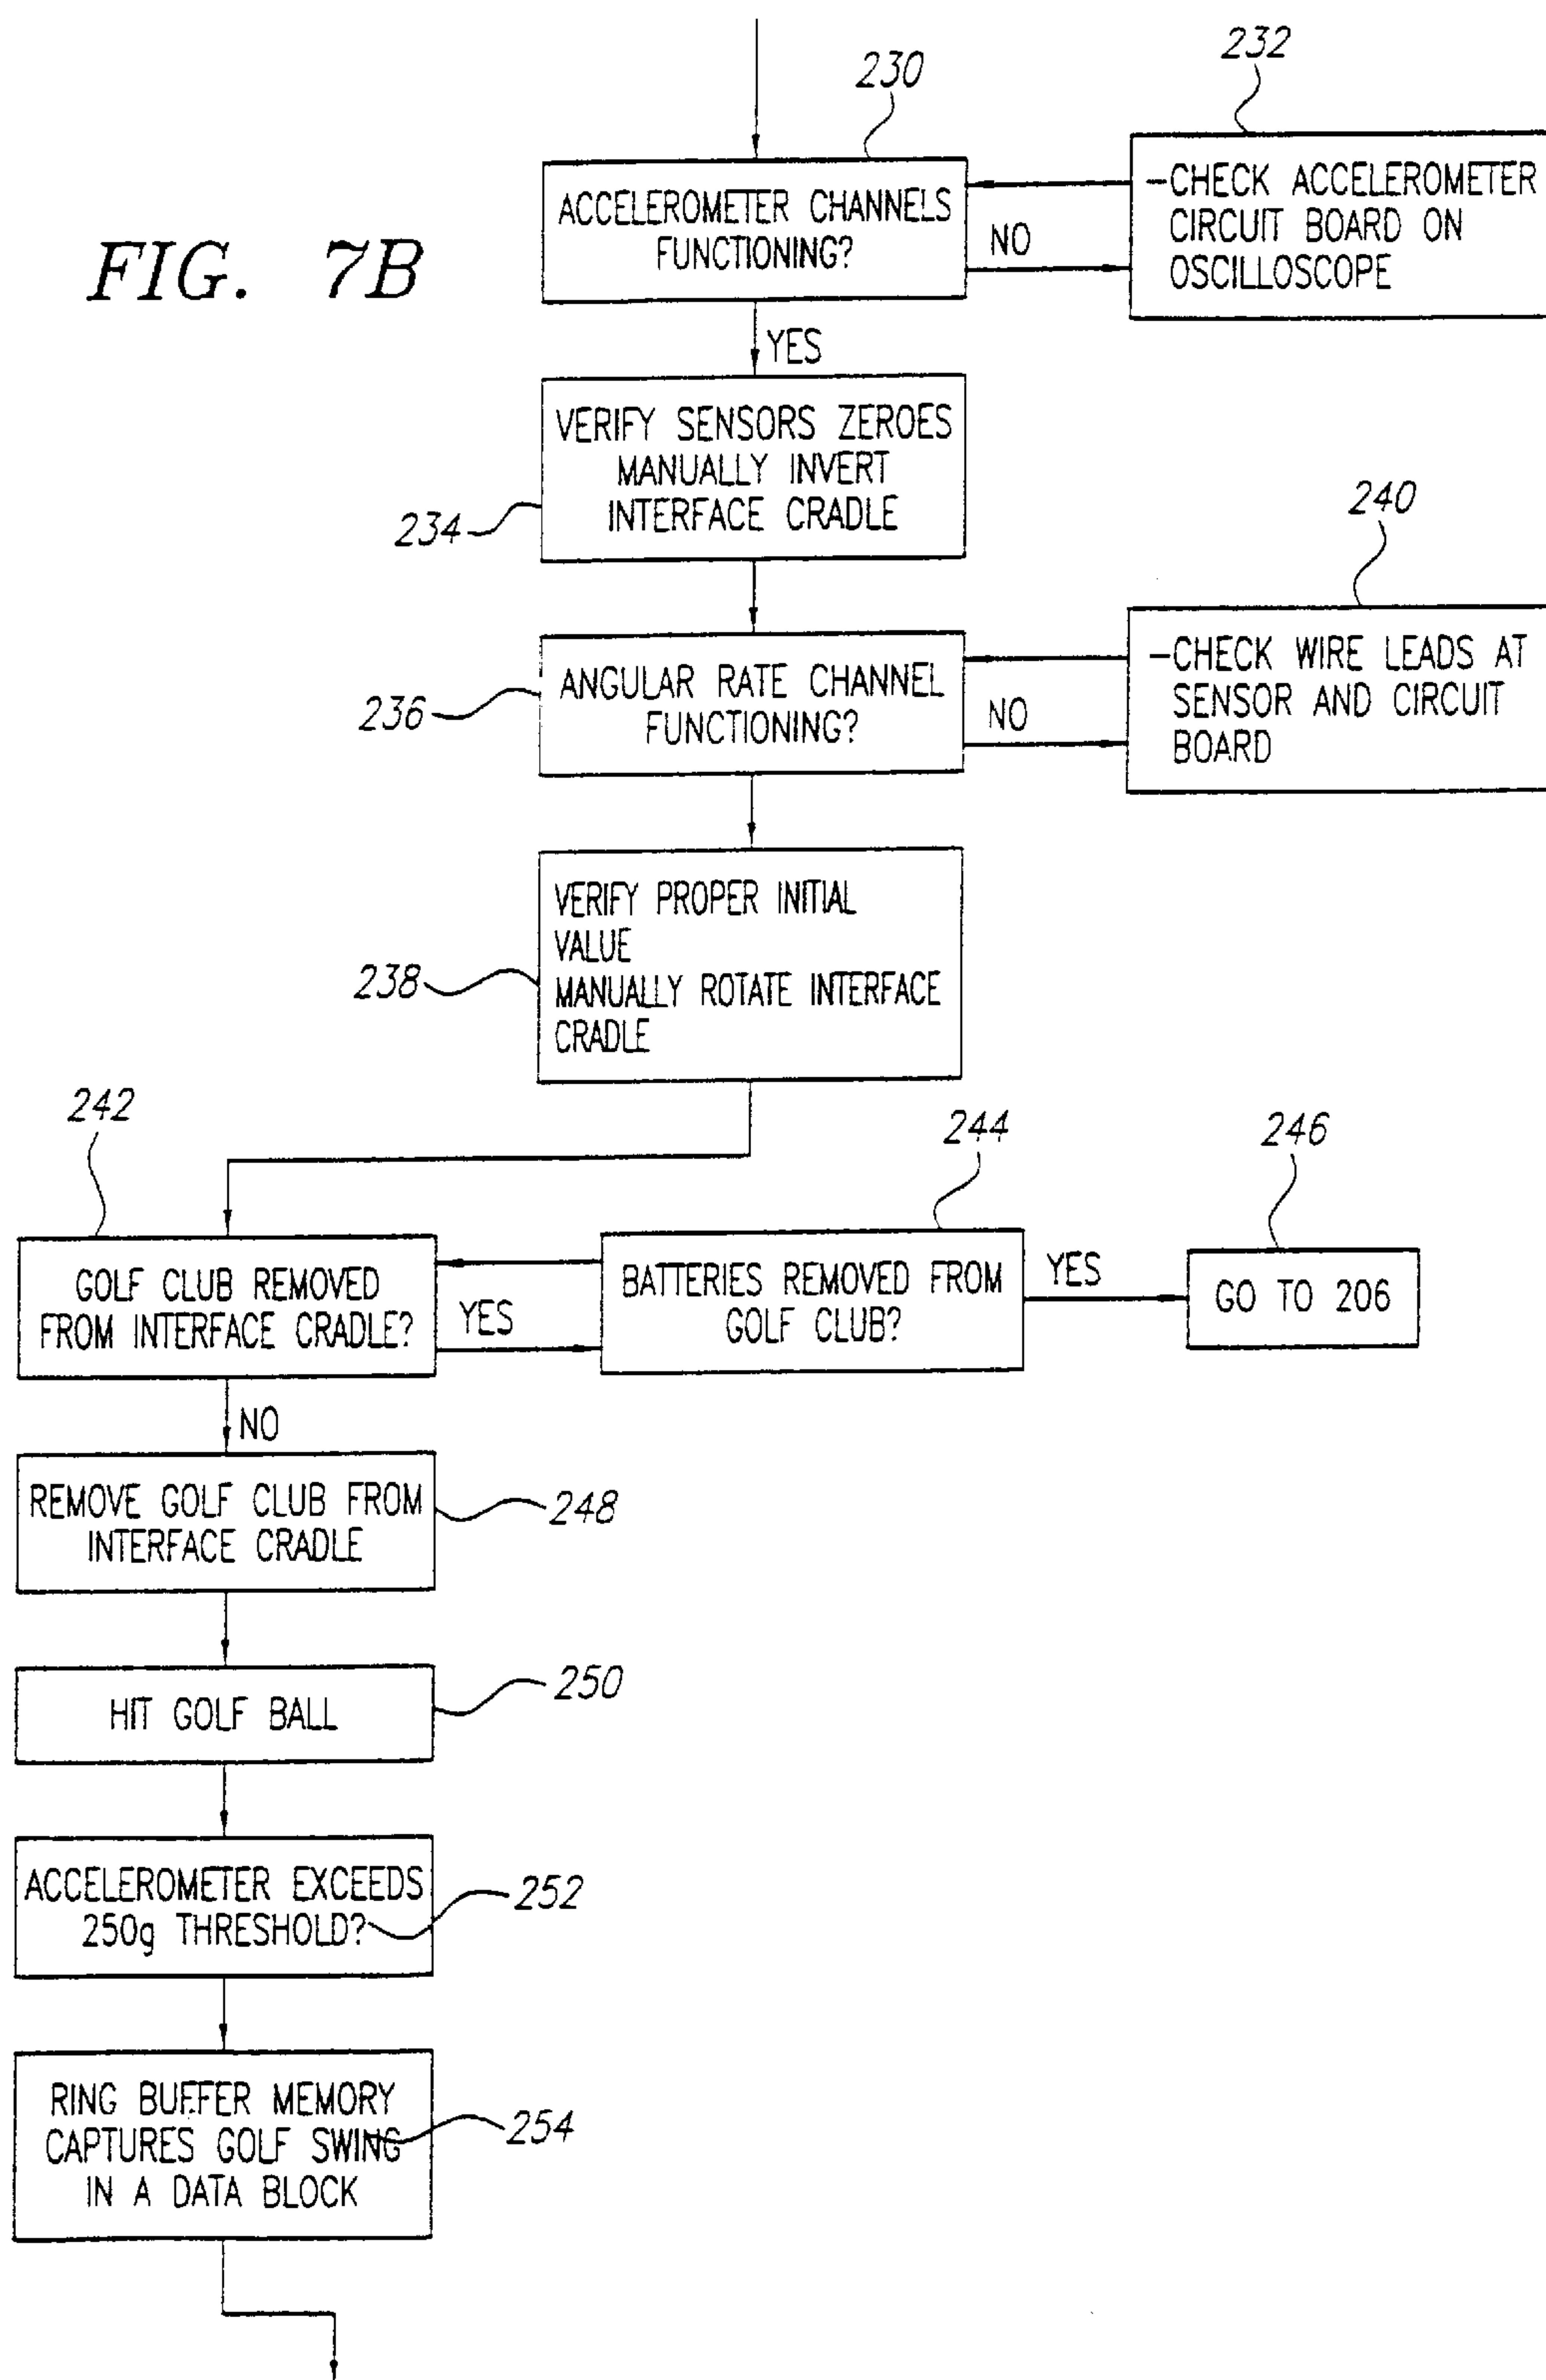 FIG. 7B
230
232
ACCELEROMETER CHANNELS
FUNCTIONING?
NO
-CHECK ACCELEROMETER
CIRCUIT BOARD ON
OSCILLOSCOPE
YES
VERIFY SENSORS ZEROES
MANUALLY INVERT
INTERFACE CRADLE
234
240
ANGULAR RATE CHANNEL
FUNCTIONING?
236
NO
-CHECK WIRE LEADS AT
SENSOR AND CIRCUIT
BOARD
VERIFY PROPER INITIAL
VALUE
MANUALLY ROTATE INTERFACE
CRADLE
238
242
244
246
GOLF CLUB REMOVED
FROM INTERFACE CRADLE?
YES
BATTERIES REMOVED FROM
GOLF CLUB?
YES
GO TO 206
NO
REMOVE GOLF CLUB FROM
INTERFACE CRADLE
248
HIT GOLF BALL
250
ACCELEROMETER EXCEEDS
250g THRESHOLD?
252
RING BUFFER MEMORY
CAPTURES GOLF SWING
IN A DATA BLOCK
254